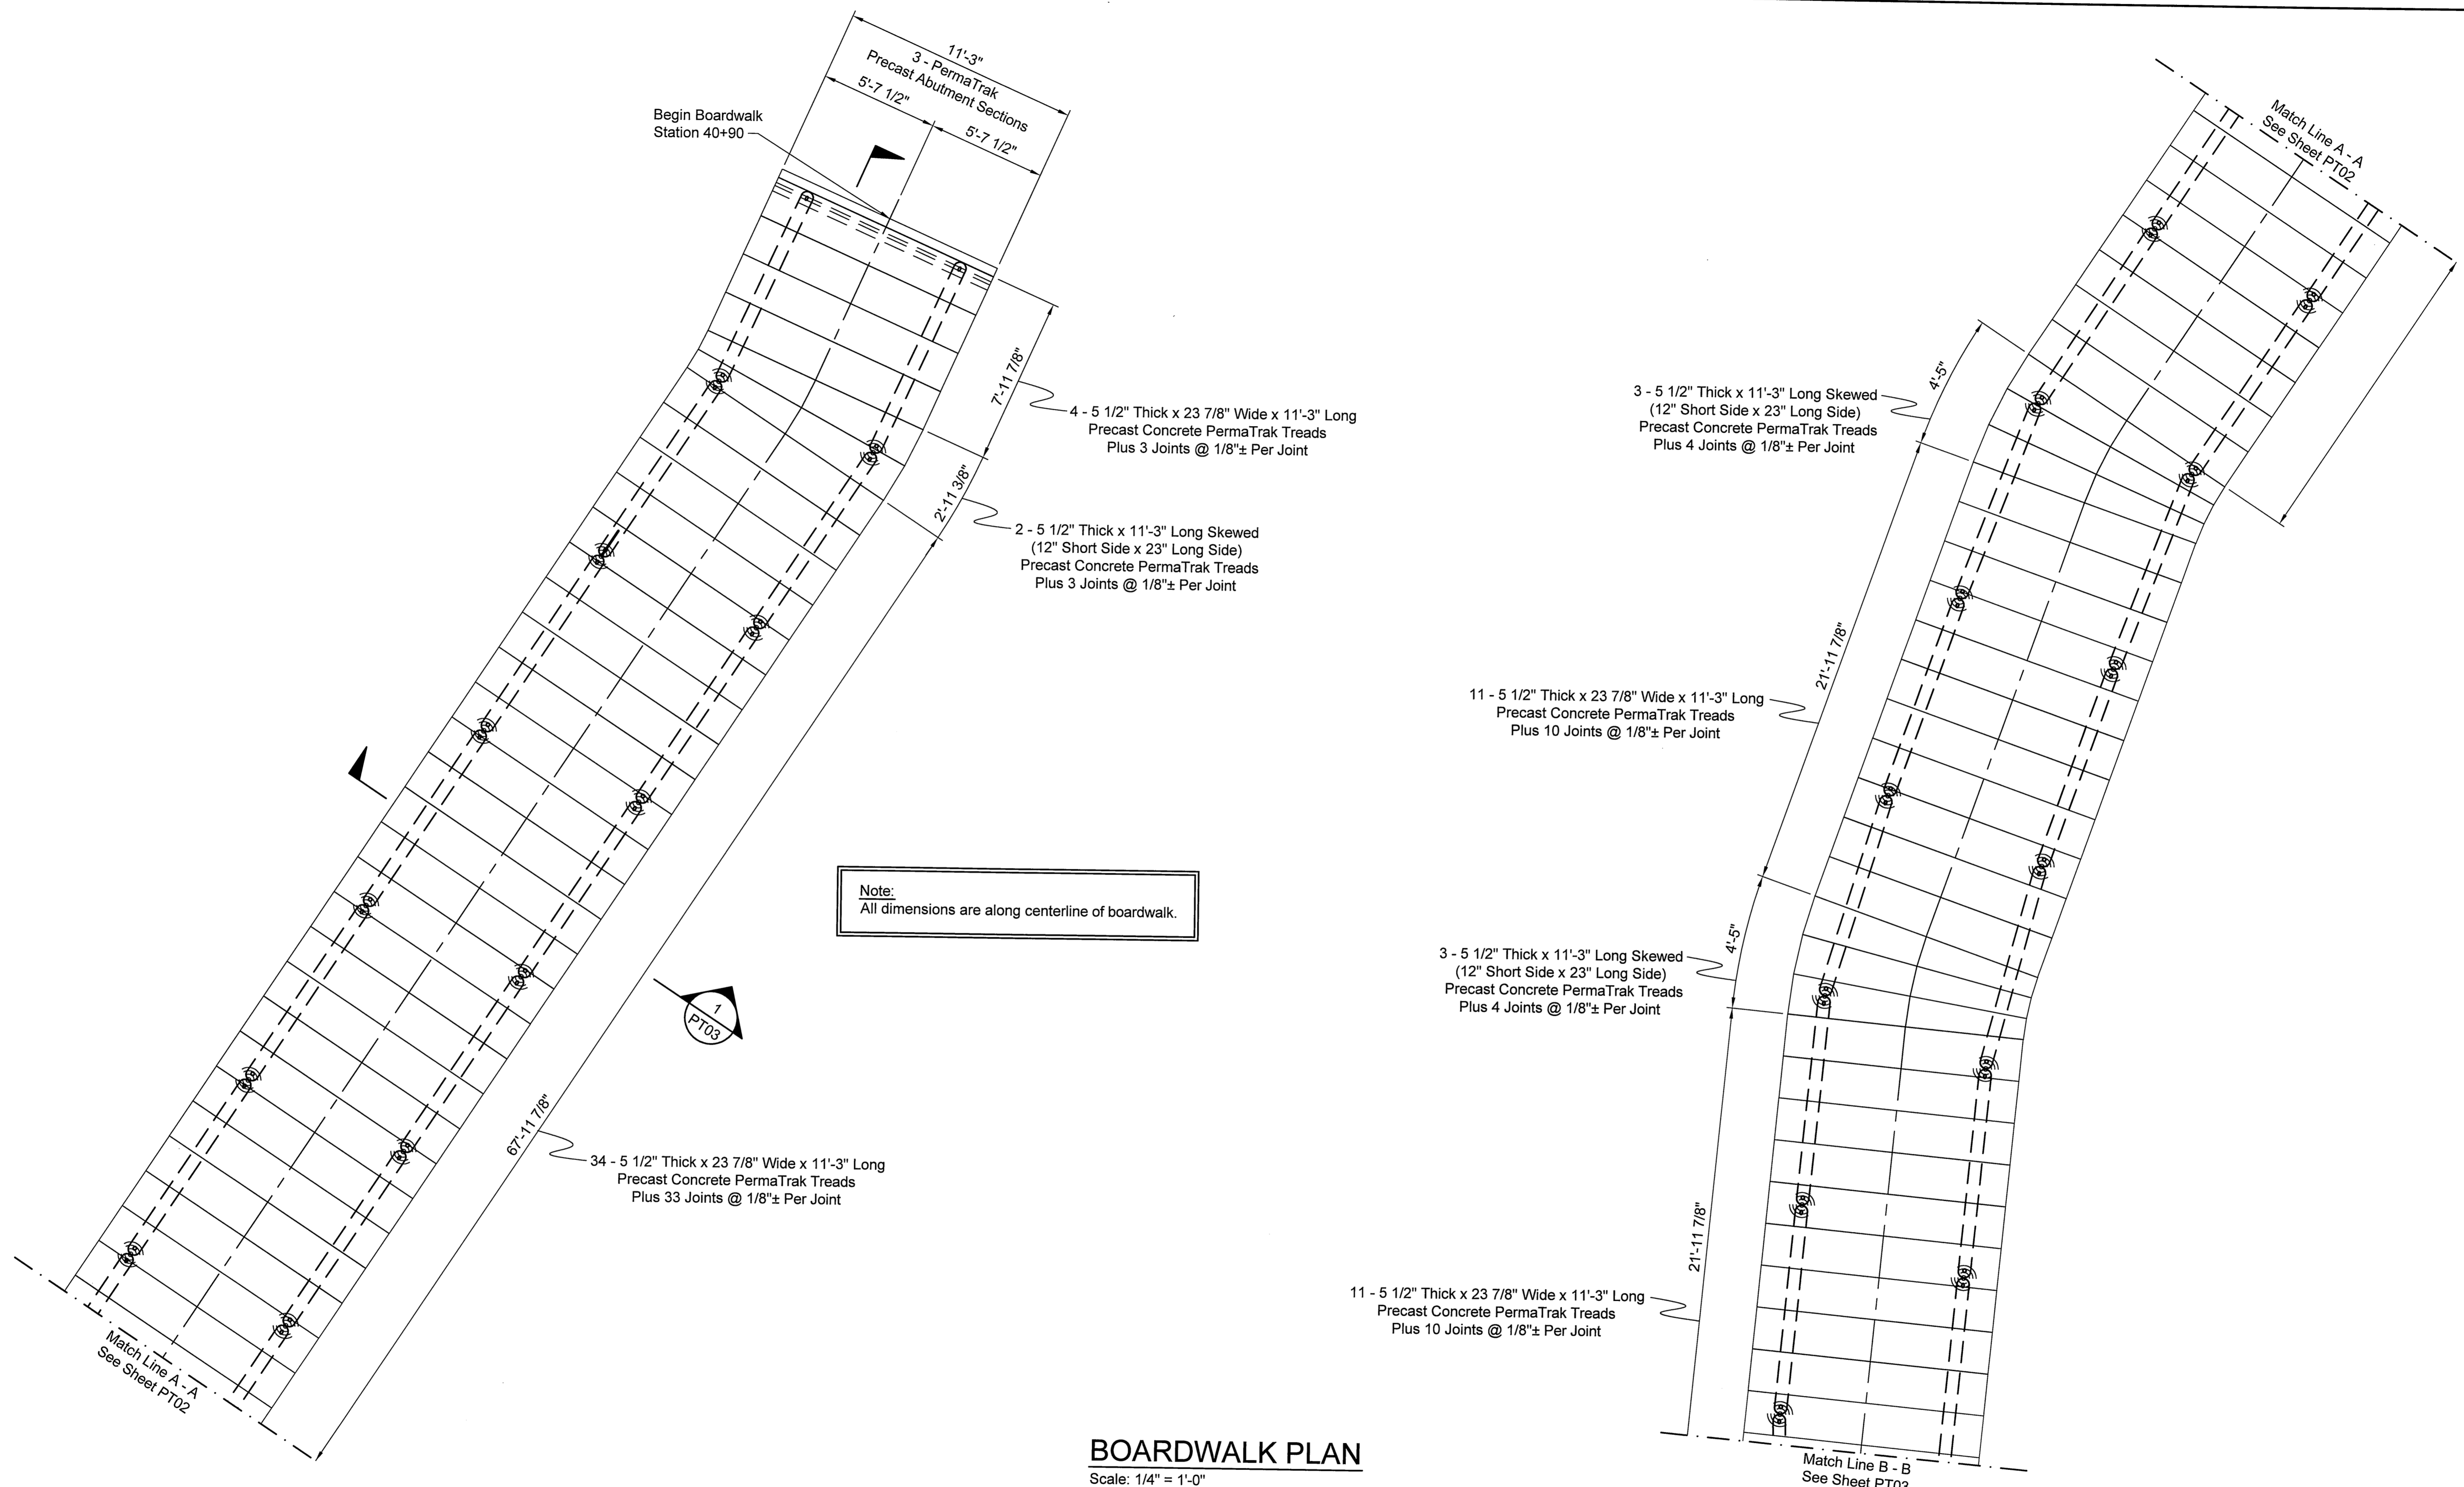 11'-3"
3 - PermaTrak
Precast Abutment Sections
5'-7 1/2"
5'-7 1/2"
Begin Boardwalk
Station 40+90
7'-11 7/8"
4 - 5 1/2" Thick x 23 7/8" Wide x 11'-3" Long
Precast Concrete PermaTrak Treads
Plus 3 Joints @ 1/8"± Per Joint
2'-11 3/8"
2 - 5 1/2" Thick x 11'-3" Long Skewed
(12" Short Side x 23" Long Side)
Precast Concrete PermaTrak Treads
Plus 3 Joints @ 1/8"± Per Joint
Note:
All dimensions are along centerline of boardwalk.
1
PT03
67'-11 7/8"
34 - 5 1/2" Thick x 23 7/8" Wide x 11'-3" Long
Precast Concrete PermaTrak Treads
Plus 33 Joints @ 1/8"± Per Joint
Match Line A - A
See Sheet PT02
Match Line A - A
See Sheet PT02
4'-5"
3 - 5 1/2" Thick x 11'-3" Long Skewed
(12" Short Side x 23" Long Side)
Precast Concrete PermaTrak Treads
Plus 4 Joints @ 1/8"± Per Joint
21'-11 7/8"
11 - 5 1/2" Thick x 23 7/8" Wide x 11'-3" Long
Precast Concrete PermaTrak Treads
Plus 10 Joints @ 1/8"± Per Joint
4'-5"
3 - 5 1/2" Thick x 11'-3" Long Skewed
(12" Short Side x 23" Long Side)
Precast Concrete PermaTrak Treads
Plus 4 Joints @ 1/8"± Per Joint
21'-11 7/8"
11 - 5 1/2" Thick x 23 7/8" Wide x 11'-3" Long
Precast Concrete PermaTrak Treads
Plus 10 Joints @ 1/8"± Per Joint
Match Line B - B
See Sheet PT03
BOARDWALK PLAN
Scale: 1/4" = 1'-0"